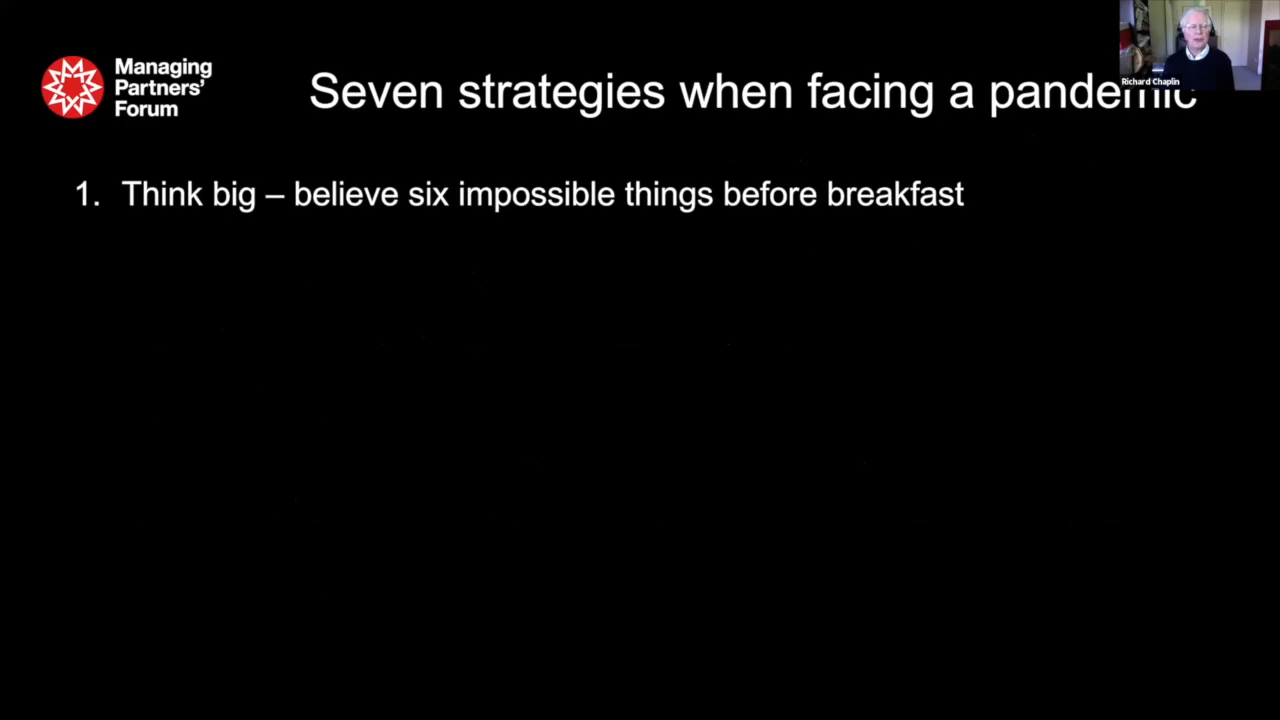 Managing
Partners'
Forum
Seven strategies when facing a pandemic
Richard Chaplin
1. Think big – believe six impossible things before breakfast